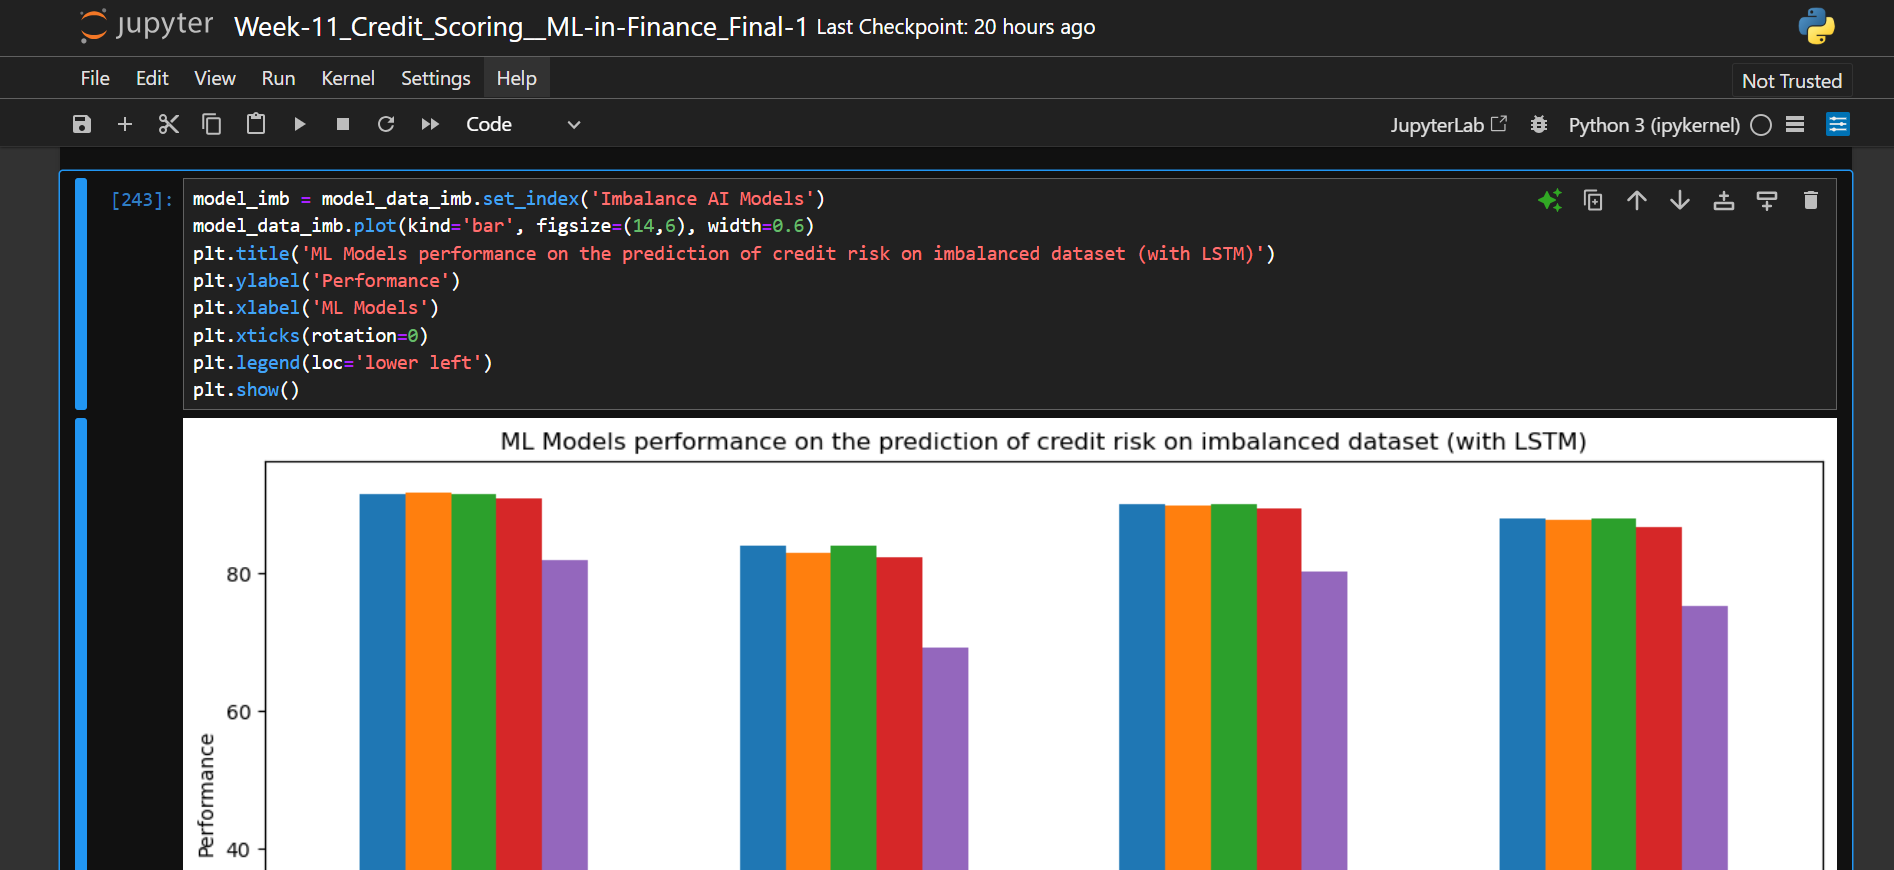 jupyter Week-11_Credit_Scoring__ML-in-Finance_Final-1 Last Checkpoint: 20 hours ago
File Edit View Run Kernel Settings Help Not Trusted
Code JupyterLab Python 3 (ipykernel)
[243]: model_imb = model_data_imb.set_index('Imbalance AI Models')
model_data_imb.plot(kind='bar', figsize=(14,6), width=0.6)
plt.title('ML Models performance on the prediction of credit risk on imbalanced dataset (with LSTM)')
plt.ylabel('Performance')
plt.xlabel('ML Models')
plt.xticks(rotation=0)
plt.legend(loc='lower left')
plt.show()
ML Models performance on the prediction of credit risk on imbalanced dataset (with LSTM)
80
60
Performance
40